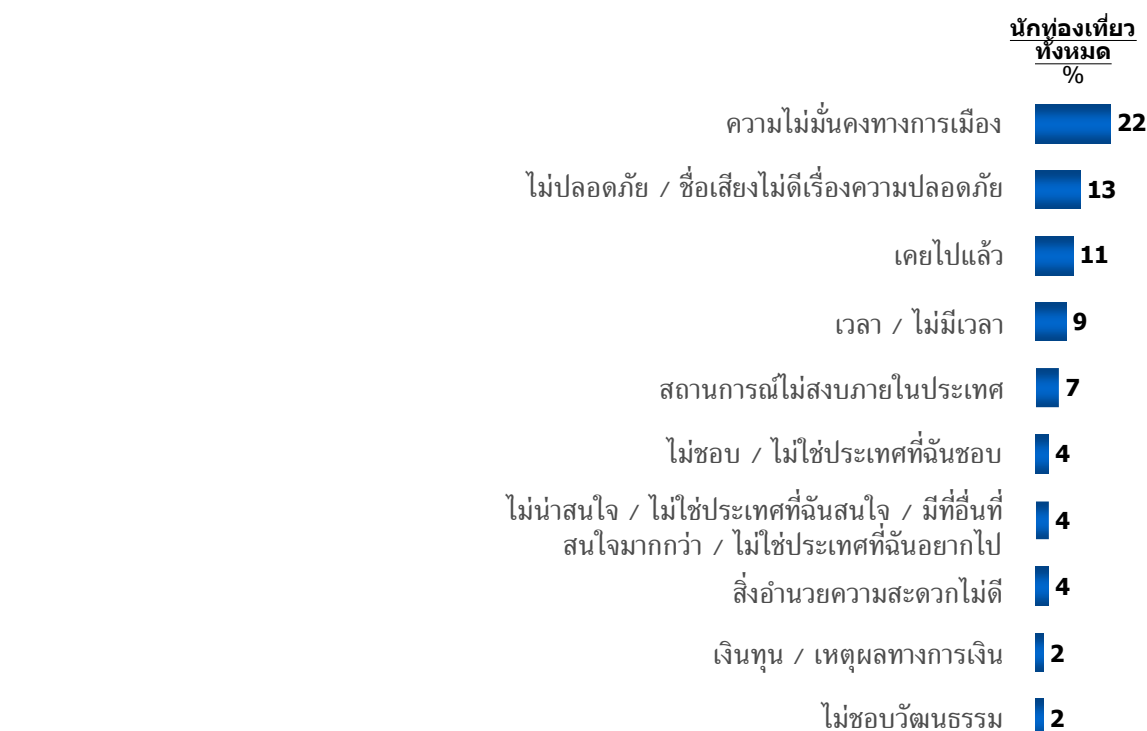 นักท่องเที่ยว
ทั้งหมด
%
ความไม่มั่นคงทางการเมือง 22
ไม่ปลอดภัย / ชื่อเสียงไม่ดีเรื่องความปลอดภัย 13
เคยไปแล้ว 11
เวลา / ไม่มีเวลา 9
สถานการณ์ไม่สงบภายในประเทศ 7
ไม่ชอบ / ไม่ใช่ประเทศที่ฉันชอบ 4
ไม่น่าสนใจ / ไม่ใช่ประเทศที่ฉันสนใจ / มีที่อื่นที่
สนใจมากกว่า / ไม่ใช่ประเทศที่ฉันอยากไป 4
สิ่งอำนวยความสะดวกไม่ดี 4
เงินทุน / เหตุผลทางการเงิน 2
ไม่ชอบวัฒนธรรม 2